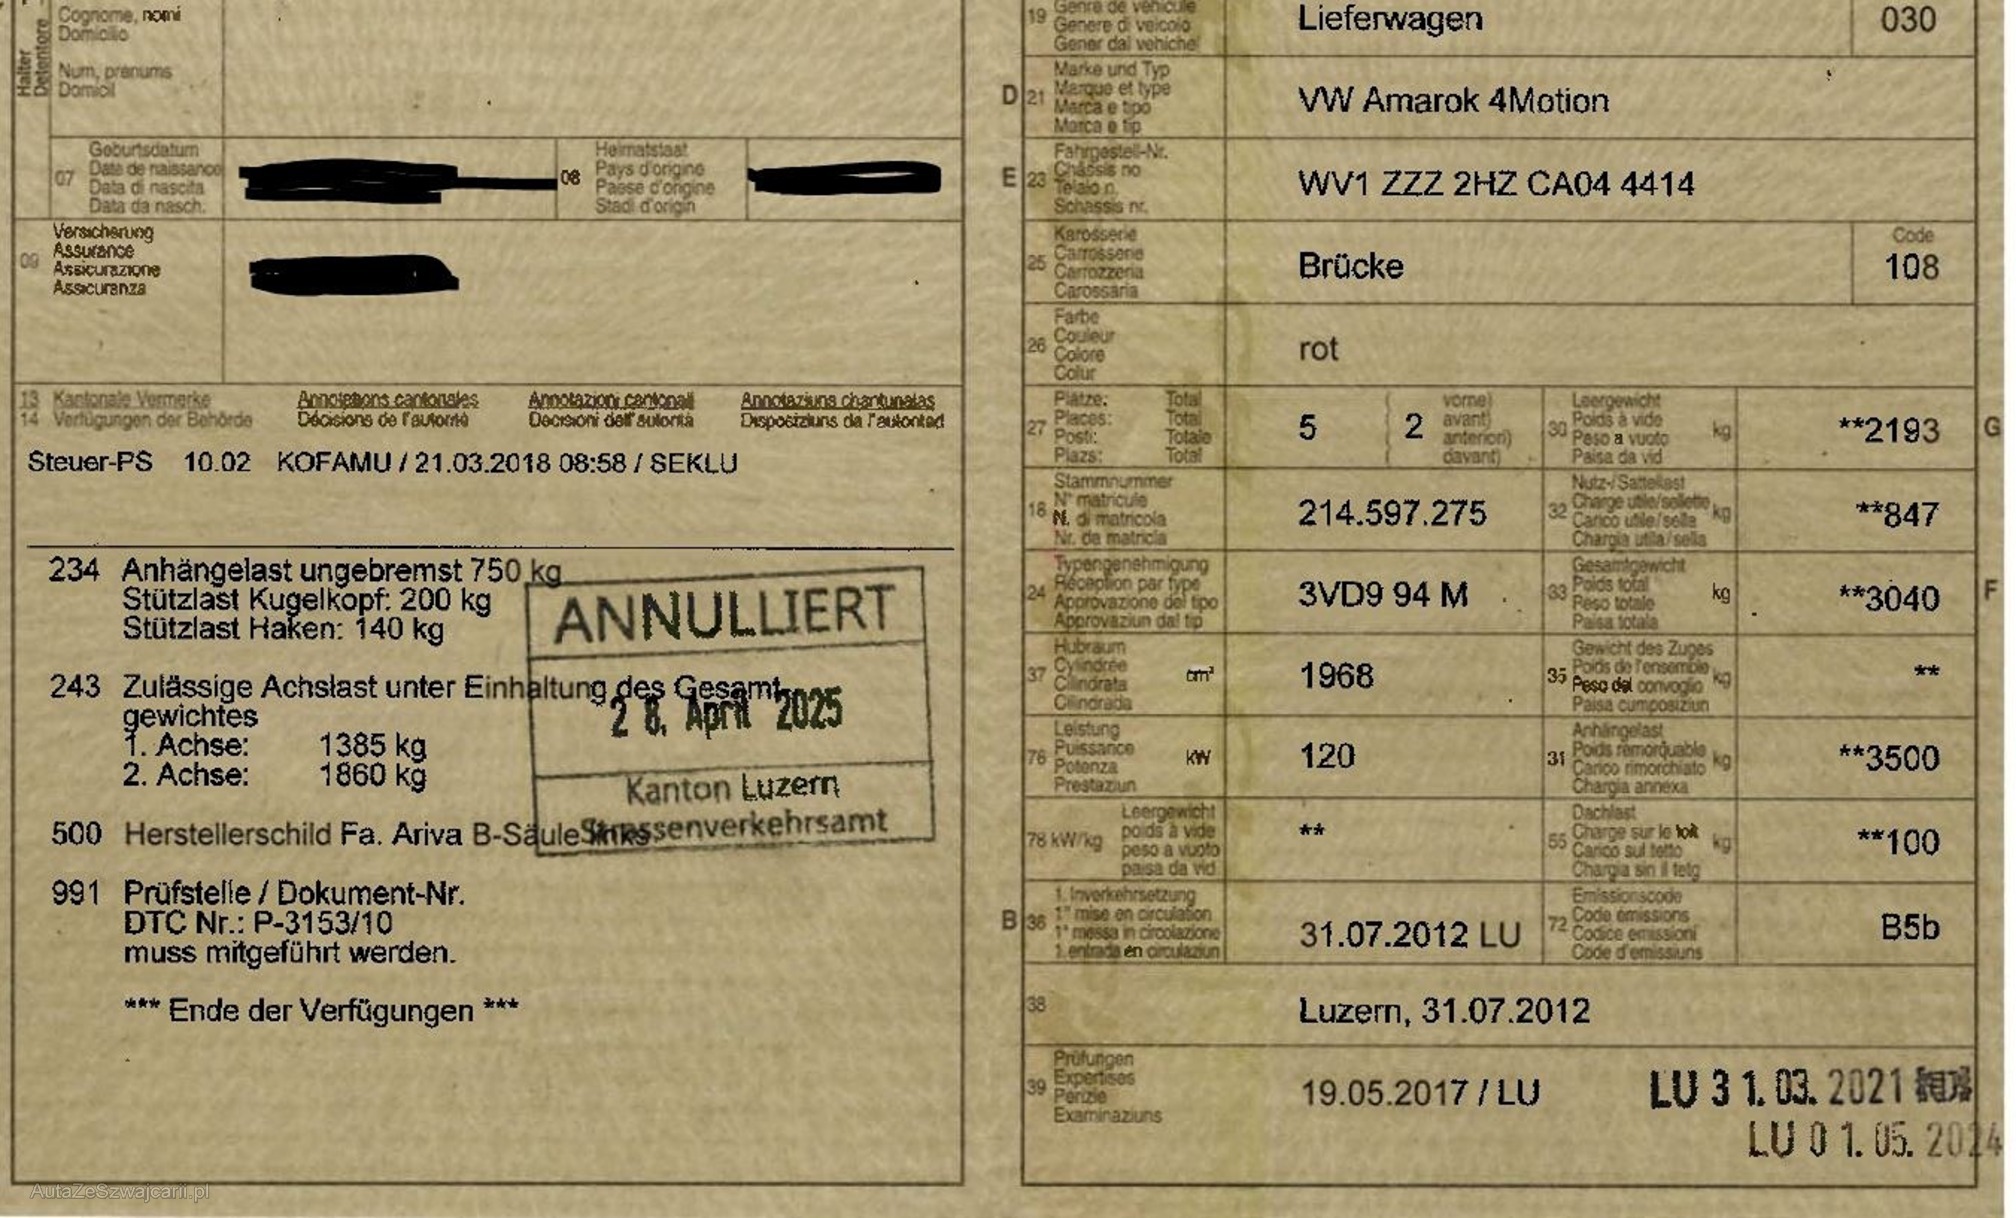 Halter
Detentore
Cognome, nomi
Domicilio
Num, prenums
Domicil
07
Geburtsdatum
Date de naissance
Data di nascita
Data da nasch.
08
Heimatstaat
Pays d'origine
Paese d'origine
Stadi d'origin
09
Versicherung
Assurance
Assicurazione
Assicuranza
13 Kantonale Vermerke Annotations cantonales Annotazioni cantonali Annotaziuns chantunalas
14 Verfügungen der Behörde Décisions de l'autorité Decisioni dell'autorità Disposiziuns da l'autoritad
Steuer-PS 10.02 KOFAMU / 21.03.2018 08:58 / SEKLU
234 Anhängelast ungebremst 750 kg
Stützlast Kugelkopf: 200 kg
Stützlast Haken: 140 kg
243 Zulässige Achslast unter Einhaltung des Gesamt
gewichtes
1. Achse: 1385 kg
2. Achse: 1860 kg
500 Herstellerschild Fa. Ariva B-Säule links
991 Prüfstelle / Dokument-Nr.
DTC Nr.: P-3153/10
muss mitgeführt werden.
*** Ende der Verfügungen ***
ANNULLIERT
28. April 2025
Kanton Luzern
Strassenverkehrsamt
19
Genre de véhicule
Genere di veicolo
Gener dal vehichel
Lieferwagen
030
D 21
Marke und Typ
Marque et type
Marca e tipo
Marca e tip
VW Amarok 4Motion
E 23
Fahrgestell-Nr.
Châssis no
Telaio n.
Schassis nr.
WV1 ZZZ 2HZ CA04 4414
25
Karosserie
Carrosserie
Carrozzeria
Carossaria
Brücke
Code
108
26
Farbe
Couleur
Colore
Colur
rot
27
Plätze: Total
Places: Total
Posti: Totale
Plazs: Total
5
( vorne)
( 2 avant)
( anteriori)
( davant)
30
Leergewicht
Poids à vide
Peso a vuoto
Paisa da vid
kg
**2193
G
18
Stammnummer
N° matricule
N. di matricola
Nr. da matricla
214.597.275
32
Nutz-/Sattellast
Charge utile/sellette
Carico utile/sella
Chargia utila/sella
kg
**847
24
Typengenehmigung
Réception par type
Approvazione del tipo
Approvaziun dal tip
3VD9 94 M
33
Gesamtgewicht
Poids total
Peso totale
Paisa totala
kg
**3040
F
37
Hubraum
Cylindrée
Cilindrata
Cilindrada
cm³
1968
35
Gewicht des Zuges
Poids de l'ensemble
Peso del convoglio
Paisa cumposiziun
kg
**
76
Leistung
Puissance
Potenza
Prestaziun
kW
120
31
Anhängelast
Poids remorquable
Carico rimorchiato
Chargia annexa
kg
**3500
78 kW/kg
Leergewicht
poids à vide
peso a vuoto
paisa da vid
**
55
Dachlast
Charge sur le toit
Carico sul tetto
Chargia sin il tetg
kg
**100
B 36
1. Inverkehrsetzung
1ʳᵉ mise en circulation
1ᵃ messa in circolazione
1. entrada en circulaziun
31.07.2012 LU
72
Emissionscode
Code émissions
Codice emissioni
Code d'emissiuns
B5b
38
Luzern, 31.07.2012
39
Prüfungen
Expertises
Perizie
Examinaziuns
19.05.2017 / LU
LU 31.03.2021
LU 01.05.2024
AutaZeSzwajcarii.pl